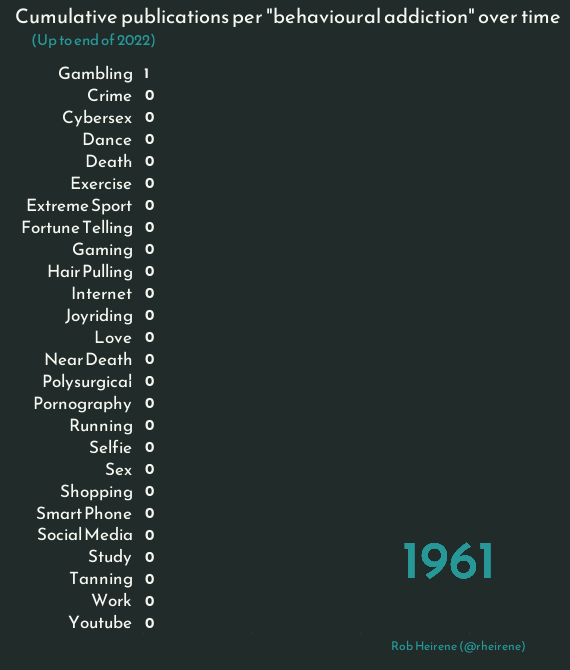 Cumulative publications per "behavioural addiction" over time
(Up to end of 2022)
Gambling 1
Crime 0
Cybersex 0
Dance 0
Death 0
Exercise 0
Extreme Sport 0
Fortune Telling 0
Gaming 0
Hair Pulling 0
Internet 0
Joyriding 0
Love 0
Near Death 0
Polysurgical 0
Pornography 0
Running 0
Selfie 0
Sex 0
Shopping 0
Smart Phone 0
Social Media 0
Study 0
Tanning 0
Work 0
Youtube 0
1961
Rob Heirene (@rheirene)